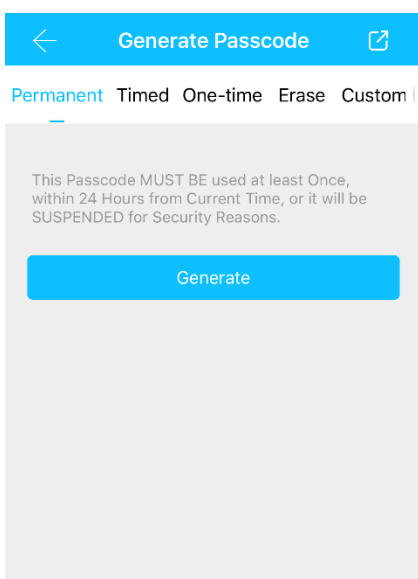 Generate Passcode
Permanent Timed One-time Erase Custom
This Passcode MUST BE used at least Once,
within 24 Hours from Current Time, or it will be
SUSPENDED for Security Reasons.
Generate